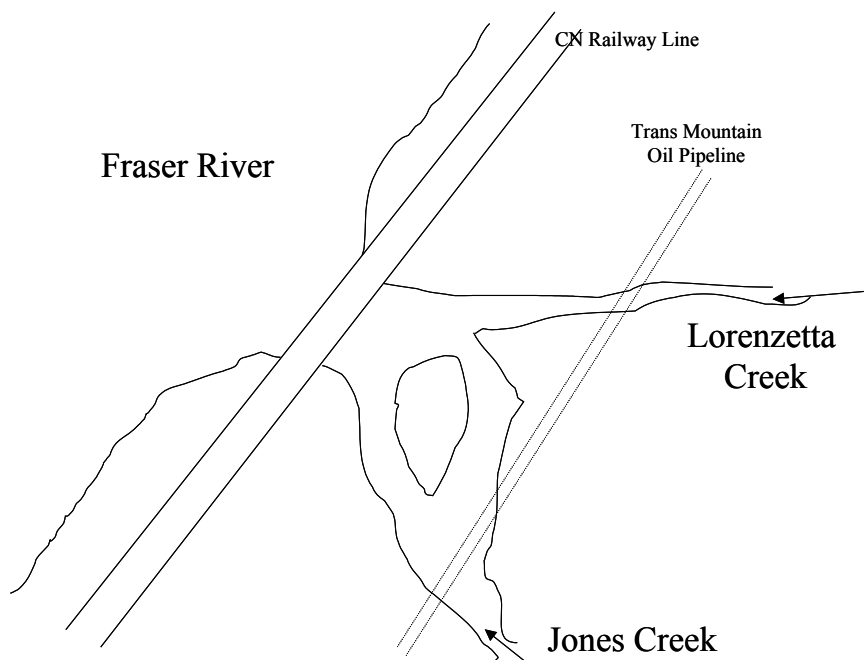 CN Railway Line
Trans Mountain
Oil Pipeline
Fraser River
Lorenzetta
Creek
Jones Creek